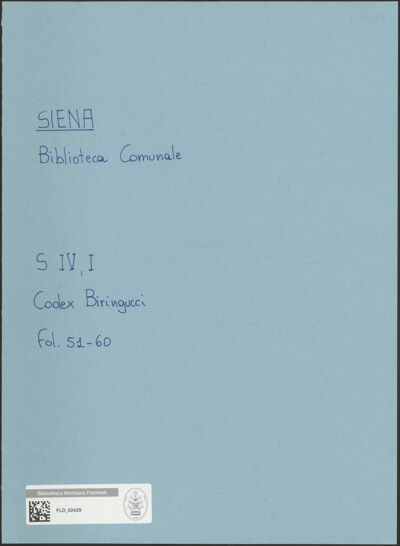 SIENA
Biblioteca Comunale
S IV, I
Codex Biringucci
Fol. 51-60
Bibliotheca Hertziana Fotothek
FLD_02429